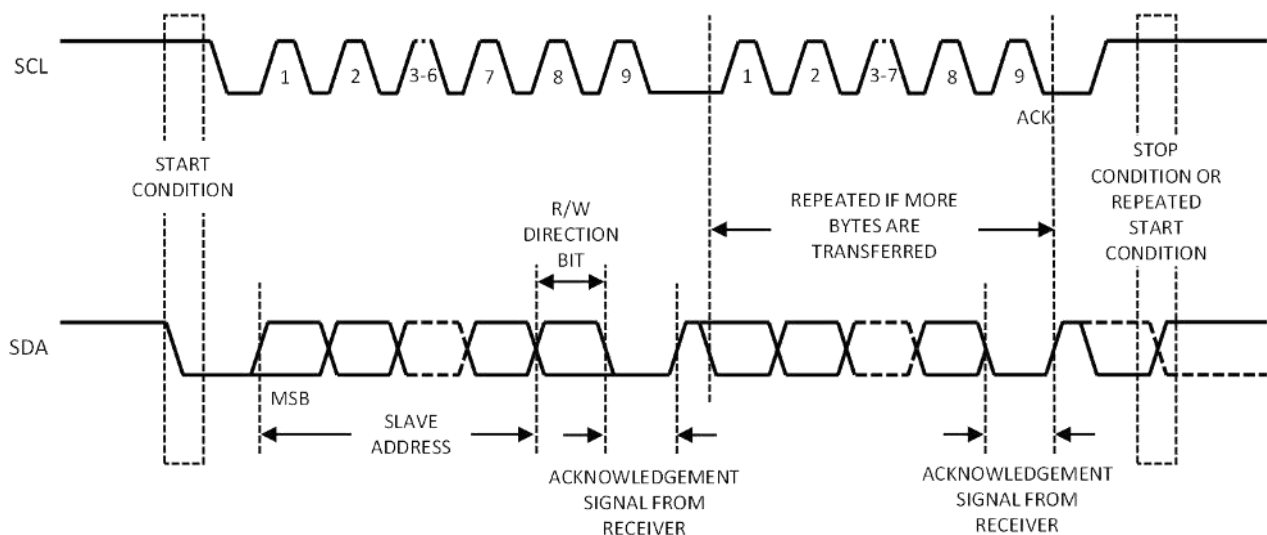 SCL
1
2
3-6
7
8
9
1
2
3-7
8
9
ACK
START
CONDITION
R/W
DIRECTION
BIT
REPEATED IF MORE
BYTES ARE
TRANSFERRED
STOP
CONDITION OR
REPEATED
START
CONDITION
SDA
MSB
SLAVE
ADDRESS
ACKNOWLEDGEMENT
SIGNAL FROM
RECEIVER
ACKNOWLEDGEMENT
SIGNAL FROM
RECEIVER